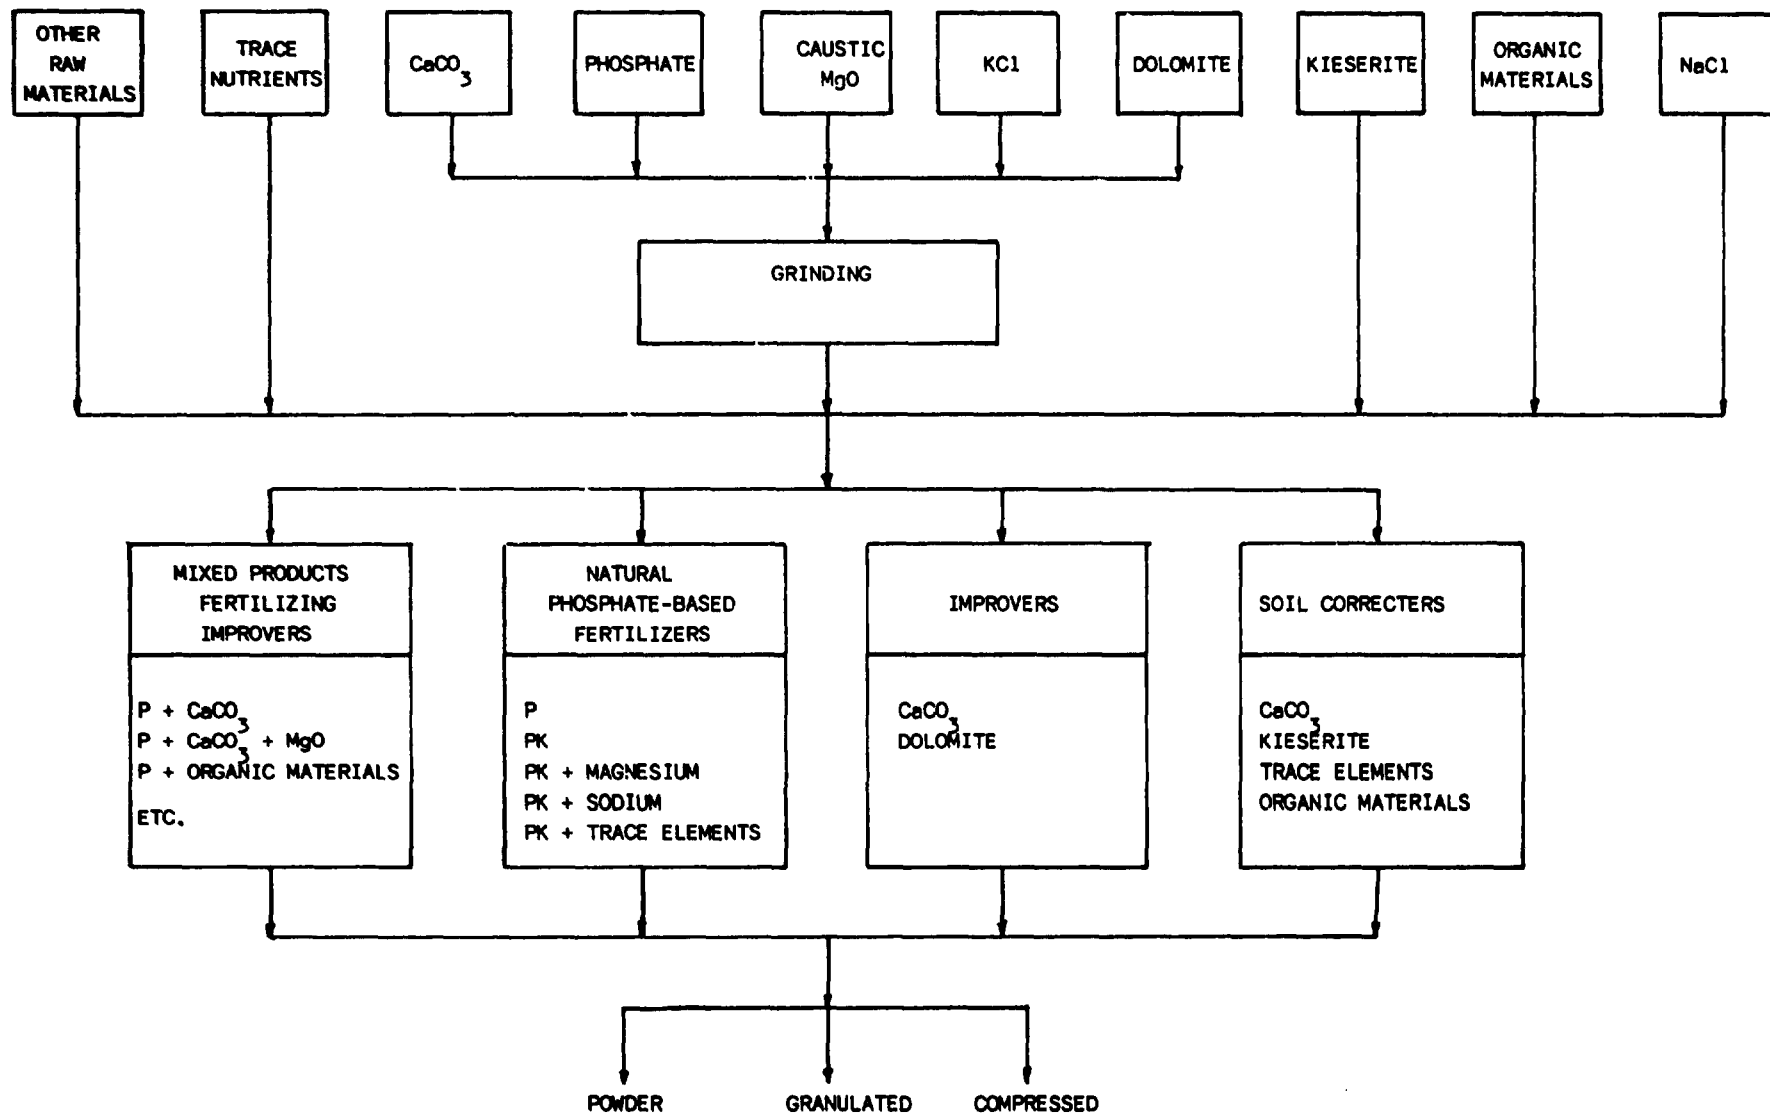 OTHER
RAW
MATERIALS
TRACE
NUTRIENTS
CaCO3
PHOSPHATE
CAUSTIC
MgO
KCl
DOLOMITE
KIESERITE
ORGANIC
MATERIALS
NaCl
GRINDING
MIXED PRODUCTS
FERTILIZING
IMPROVERS
P + CaCO3
P + CaCO3 + MgO
P + ORGANIC MATERIALS
ETC.
NATURAL
PHOSPHATE-BASED
FERTILIZERS
P
PK
PK + MAGNESIUM
PK + SODIUM
PK + TRACE ELEMENTS
IMPROVERS
CaCO3
DOLOMITE
SOIL CORRECTERS
CaCO3
KIESERITE
TRACE ELEMENTS
ORGANIC MATERIALS
POWDER
GRANULATED
COMPRESSED